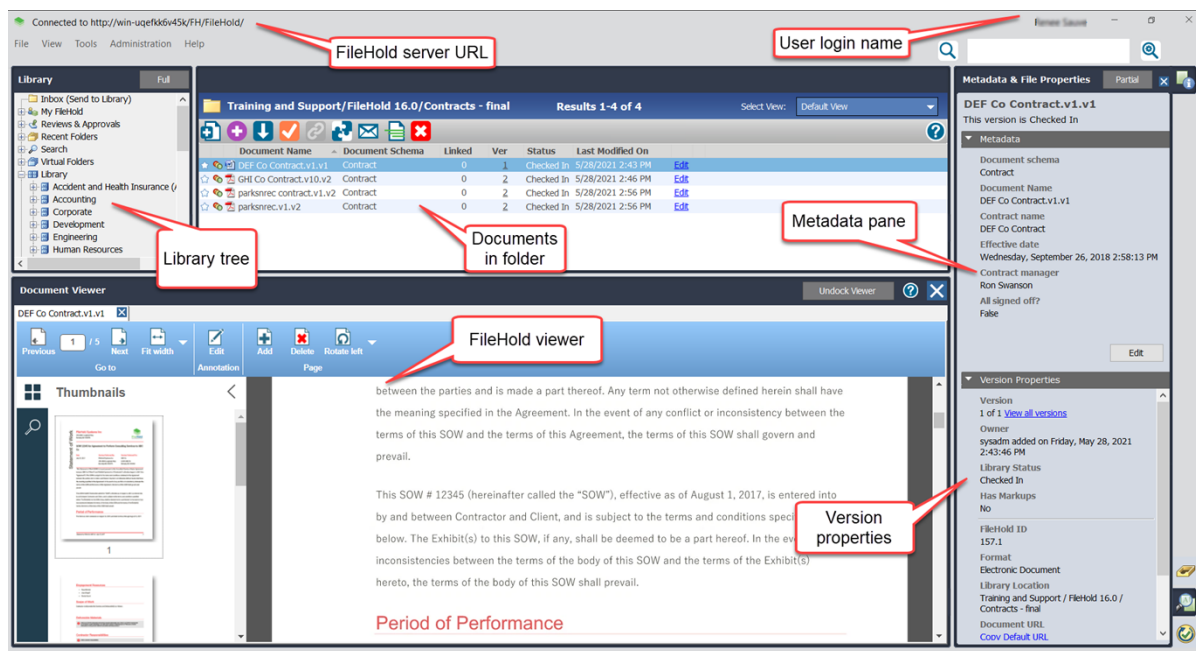 Connected to http://win-uqefkk6v45k/FH/FileHold/
File View Tools Administration Help
FileHold server URL
User login name
Library Full
Inbox (Send to Library)
My FileHold
Reviews & Approvals
Recent Folders
Search
Virtual Folders
Library
Accident and Health Insurance (
Accounting
Corporate
Development
Engineering
Human Resources
Library tree
Training and Support/FileHold 16.0/Contracts - final Results 1-4 of 4 Select View: Default View
Document Name Document Schema Linked Ver Status Last Modified On
DEF Co Contract.v1.v1 Contract 0 1 Checked In 5/28/2021 2:43 PM Edit
GHI Co Contract.v10.v2 Contract 0 2 Checked In 5/28/2021 2:46 PM Edit
parksnrec contract.v1.v2 Contract 0 2 Checked In 5/28/2021 2:56 PM Edit
parksnrec.v1.v2 Contract 0 2 Checked In 5/28/2021 2:56 PM Edit
Documents
in folder
Metadata & File Properties Partial
DEF Co Contract.v1.v1
This version is Checked In
Metadata
Document schema
Contract
Document Name
DEF Co Contract.v1.v1
Contract name
DEF Co Contract
Effective date
Wednesday, September 26, 2018 2:58:13 PM
Contract manager
Ron Swanson
All signed off?
False
Edit
Metadata pane
Version Properties
Version
1 of 1 View all versions
Owner
sysadm added on Friday, May 28, 2021
2:43:46 PM
Library Status
Checked In
Has Markups
No
FileHold ID
157.1
Format
Electronic Document
Library Location
Training and Support / FileHold 16.0 /
Contracts - final
Document URL
Copy Default URL
Version
properties
Document Viewer Undock Viewer
DEF Co Contract.v1.v1
1 / 5
Previous Next Fit width Edit Add Delete Rotate left
Go to Annotation Page
FileHold viewer
Thumbnails
Statement of Work
1
between the parties and is made a part thereof. Any term not otherwise defined herein shall have
the meaning specified in the Agreement. In the event of any conflict or inconsistency between the
terms of this SOW and the terms of this Agreement, the terms of this SOW shall govern and
prevail.
This SOW # 12345 (hereinafter called the “SOW”), effective as of August 1, 2017, is entered into
by and between Contractor and Client, and is subject to the terms and conditions speci
below. The Exhibit(s) to this SOW, if any, shall be deemed to be a part hereof. In the eve
inconsistencies between the terms of the body of this SOW and the terms of the Exhibit(s)
hereto, the terms of the body of this SOW shall prevail.
Period of Performance